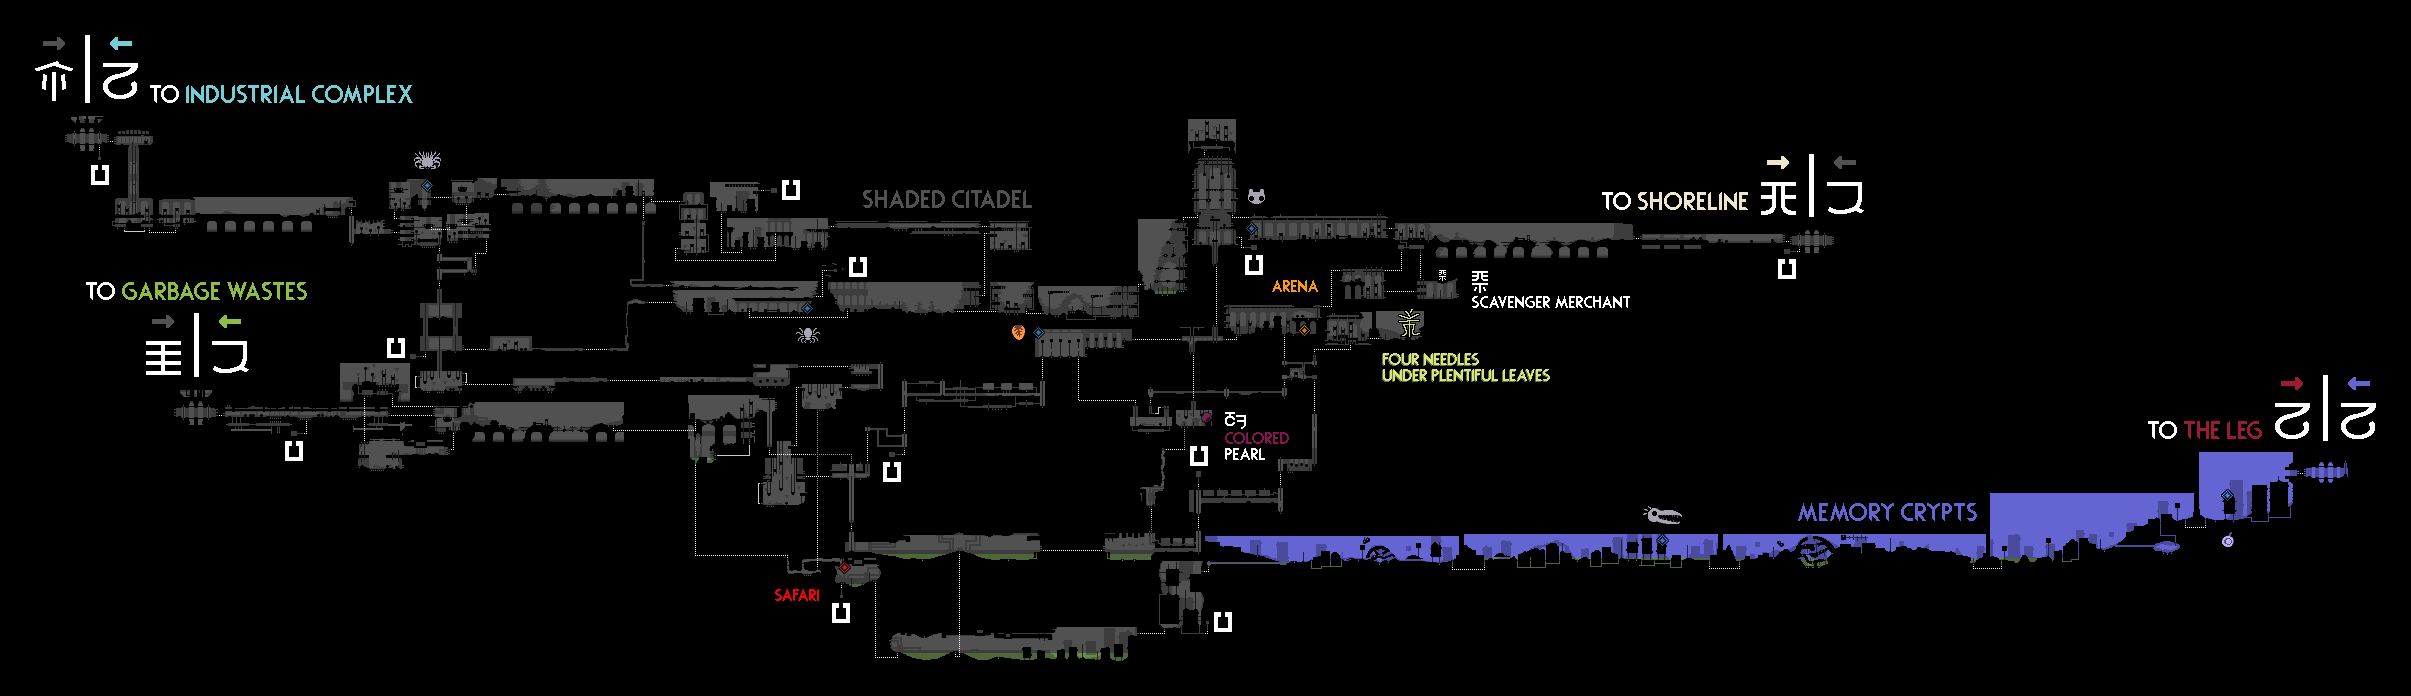 TO INDUSTRIAL COMPLEX
SHADED CITADEL
TO SHORELINE
TO GARBAGE WASTES
ARENA
SCAVENGER MERCHANT
FOUR NEEDLES
UNDER PLENTIFUL LEAVES
COLORED
PEARL
TO THE LEG
MEMORY CRYPTS
SAFARI